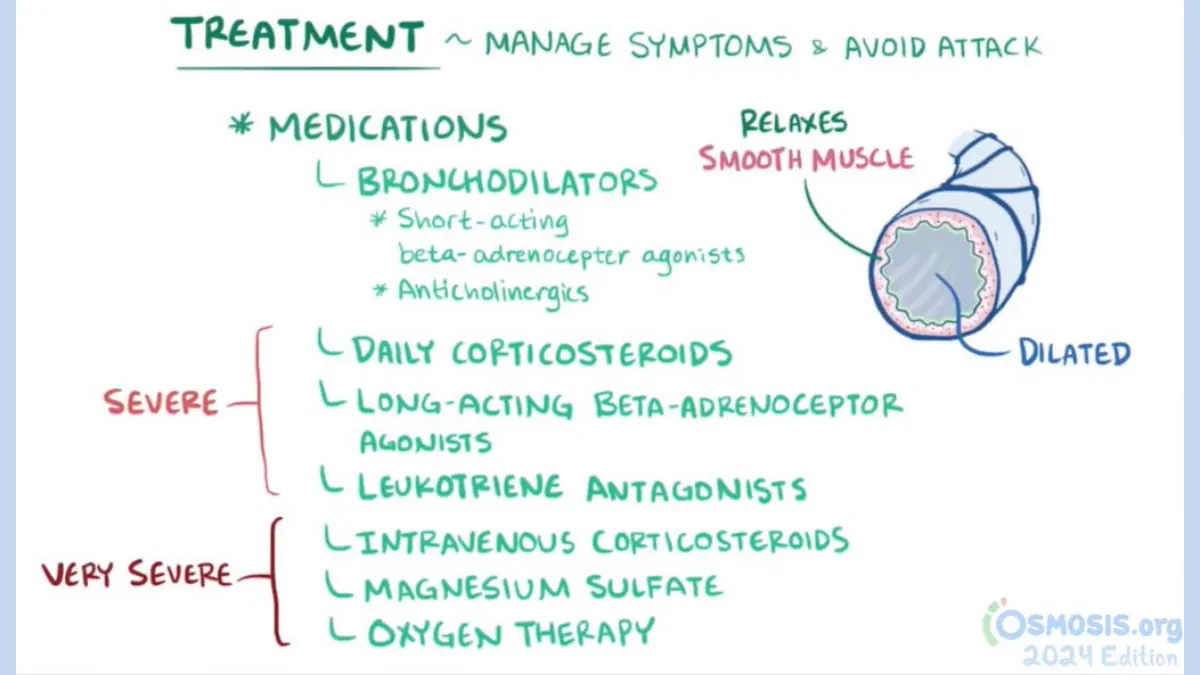 TREATMENT ~ MANAGE SYMPTOMS & AVOID ATTACK
* MEDICATIONS
BRONCHODILATORS
* Short-acting
beta-adrenocepter agonists
* Anticholinergics
RELAXES
SMOOTH MUSCLE
DILATED
SEVERE
DAILY CORTICOSTEROIDS
LONG-ACTING BETA-ADRENOCEPTOR
AGONISTS
LEUKOTRIENE ANTAGONISTS
VERY SEVERE
INTRAVENOUS CORTICOSTEROIDS
MAGNESIUM SULFATE
OXYGEN THERAPY
OSMOSIS.org
2024 Edition